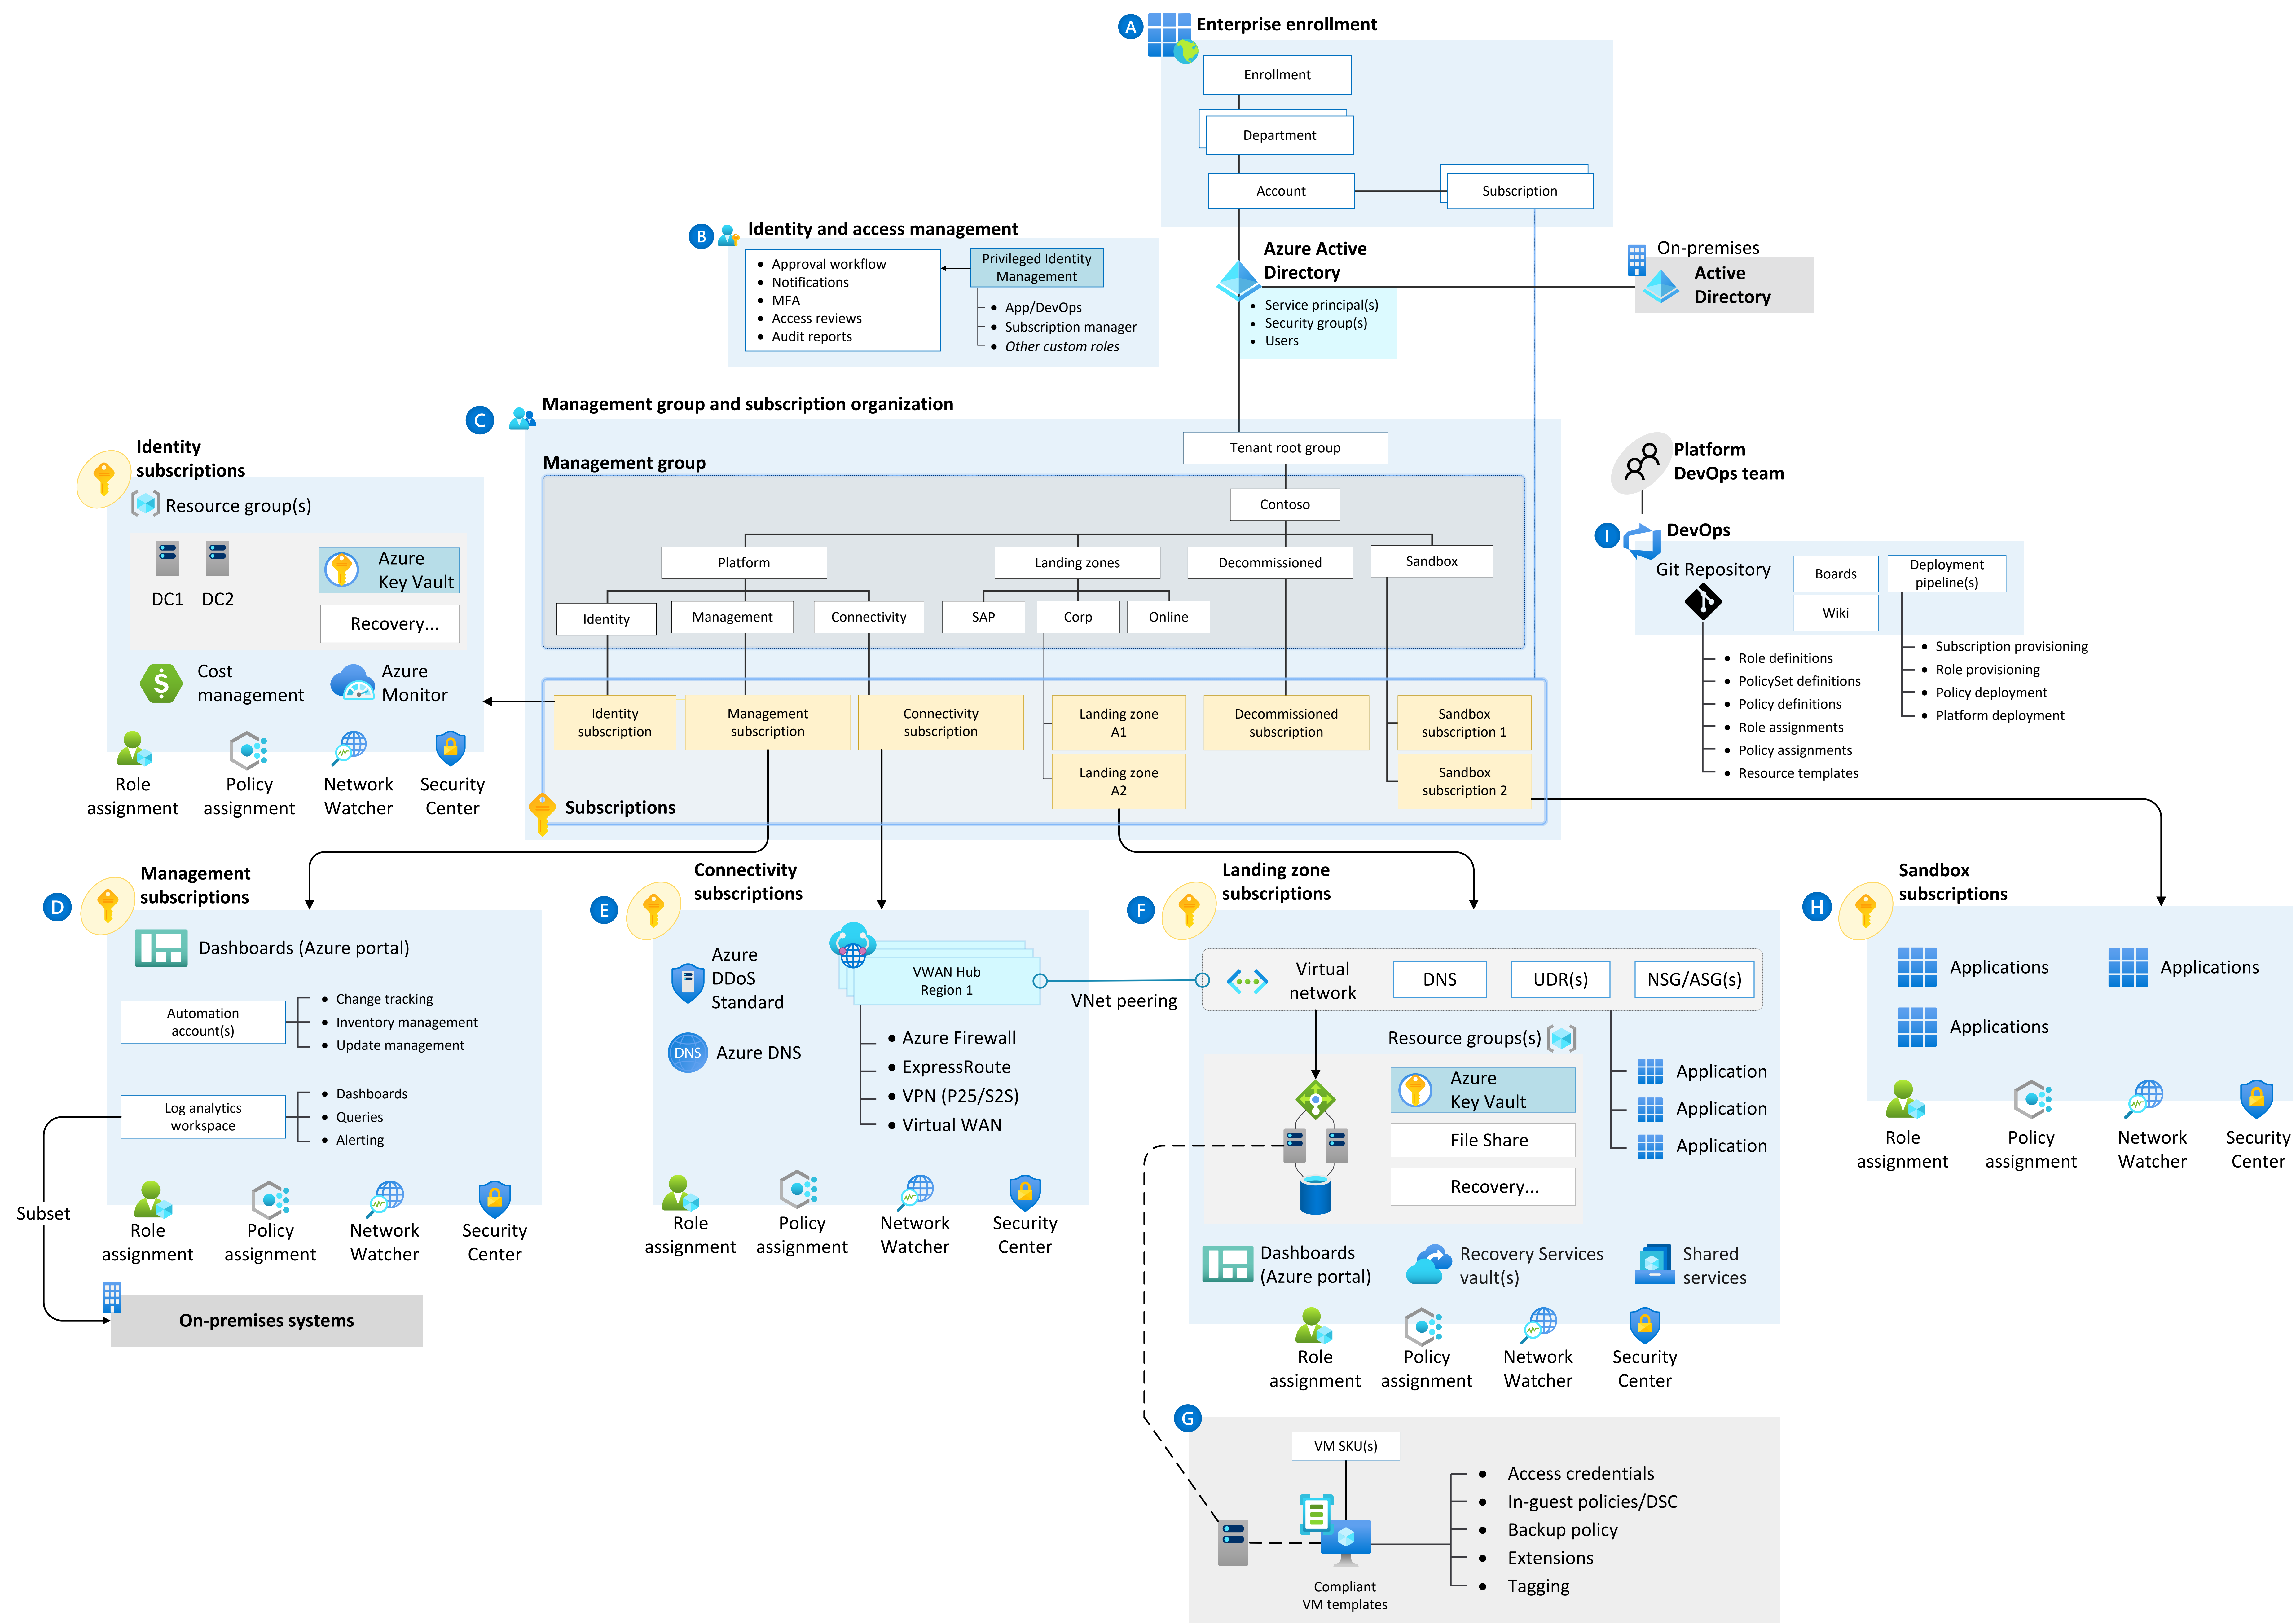 A
Enterprise enrollment
Enrollment
Department
Account
Subscription
B
Identity and access management
Approval workflow
Notifications
MFA
Access reviews
Audit reports
Privileged Identity
Management
App/DevOps
Subscription manager
Other custom roles
Azure Active
Directory
Service principal(s)
Security group(s)
Users
On-premises
Active
Directory
C
Management group and subscription organization
Tenant root group
Management group
Contoso
Platform
Landing zones
Decommissioned
Sandbox
Identity
Management
Connectivity
SAP
Corp
Online
Identity
subscription
Management
subscription
Connectivity
subscription
Landing zone
A1
Decommissioned
subscription
Sandbox
subscription 1
Landing zone
A2
Sandbox
subscription 2
Subscriptions
Identity
subscriptions
Resource group(s)
DC1
DC2
Azure
Key Vault
Recovery...
Cost
management
Azure
Monitor
Role
assignment
Policy
assignment
Network
Watcher
Security
Center
Platform
DevOps team
I
DevOps
Git Repository
Boards
Wiki
Deployment
pipeline(s)
Role definitions
PolicySet definitions
Policy definitions
Role assignments
Policy assignments
Resource templates
Subscription provisioning
Role provisioning
Policy deployment
Platform deployment
D
Management
subscriptions
Dashboards (Azure portal)
Automation
account(s)
Change tracking
Inventory management
Update management
Log analytics
workspace
Dashboards
Queries
Alerting
Subset
Role
assignment
Policy
assignment
Network
Watcher
Security
Center
On-premises systems
E
Connectivity
subscriptions
Azure
DDoS
Standard
DNS
Azure DNS
VWAN Hub
Region 1
Azure Firewall
ExpressRoute
VPN (P25/S2S)
Virtual WAN
VNet peering
Role
assignment
Policy
assignment
Network
Watcher
Security
Center
F
Landing zone
subscriptions
Virtual
network
DNS
UDR(s)
NSG/ASG(s)
Resource groups(s)
Azure
Key Vault
File Share
Recovery...
Application
Application
Application
Dashboards
(Azure portal)
Recovery Services
vault(s)
Shared
services
Role
assignment
Policy
assignment
Network
Watcher
Security
Center
H
Sandbox
subscriptions
Applications
Applications
Applications
Role
assignment
Policy
assignment
Network
Watcher
Security
Center
G
VM SKU(s)
Compliant
VM templates
Access credentials
In-guest policies/DSC
Backup policy
Extensions
Tagging